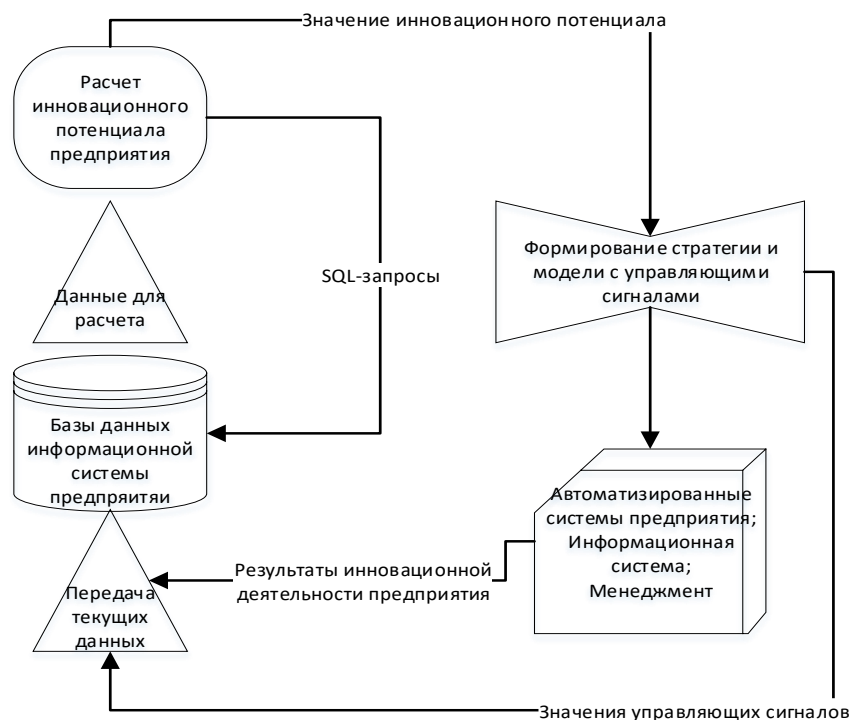 Значение инновационного потенциала
Расчет
инновационного
потенциала
предприятия
Формирование стратегии и
модели с управляющими
сигналами
SQL-запросы
Данные для
расчета
Базы данных
информационной
системы
предпряитяи
Автоматизированные
системы предприятия;
Информационная
система;
Менеджмент
Результаты инновационной
деятельности предприятия
Передача
текущих
данных
Значения управляющих сигналов